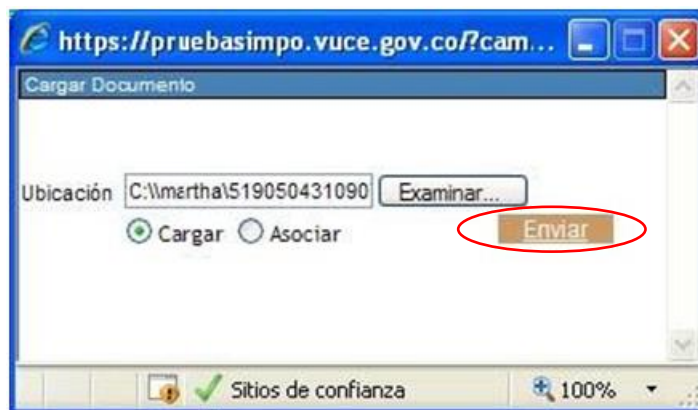 https://pruebasimpo.vuce.gov.co/?cam...
Cargar Documento
Ubicación C:\\martha\519050431090 Examinar...
Cargar Asociar Enviar
Sitios de confianza 100%